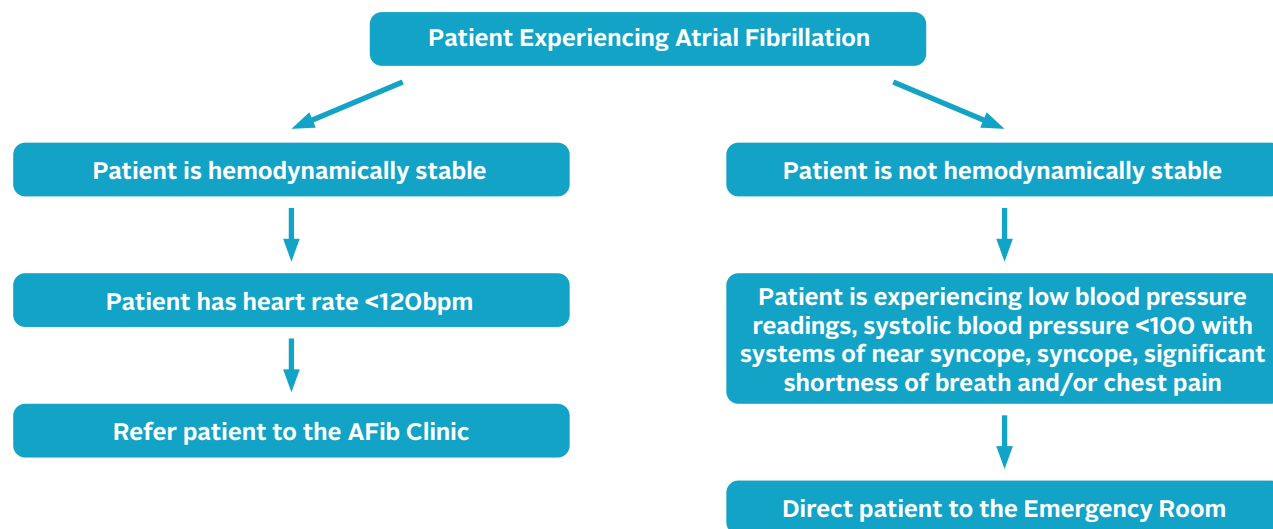 Patient Experiencing Atrial Fibrillation
Patient is hemodynamically stable
Patient is not hemodynamically stable
Patient has heart rate <120bpm
Patient is experiencing low blood pressure
readings, systolic blood pressure <100 with
systems of near syncope, syncope, significant
shortness of breath and/or chest pain
Refer patient to the AFib Clinic
Direct patient to the Emergency Room